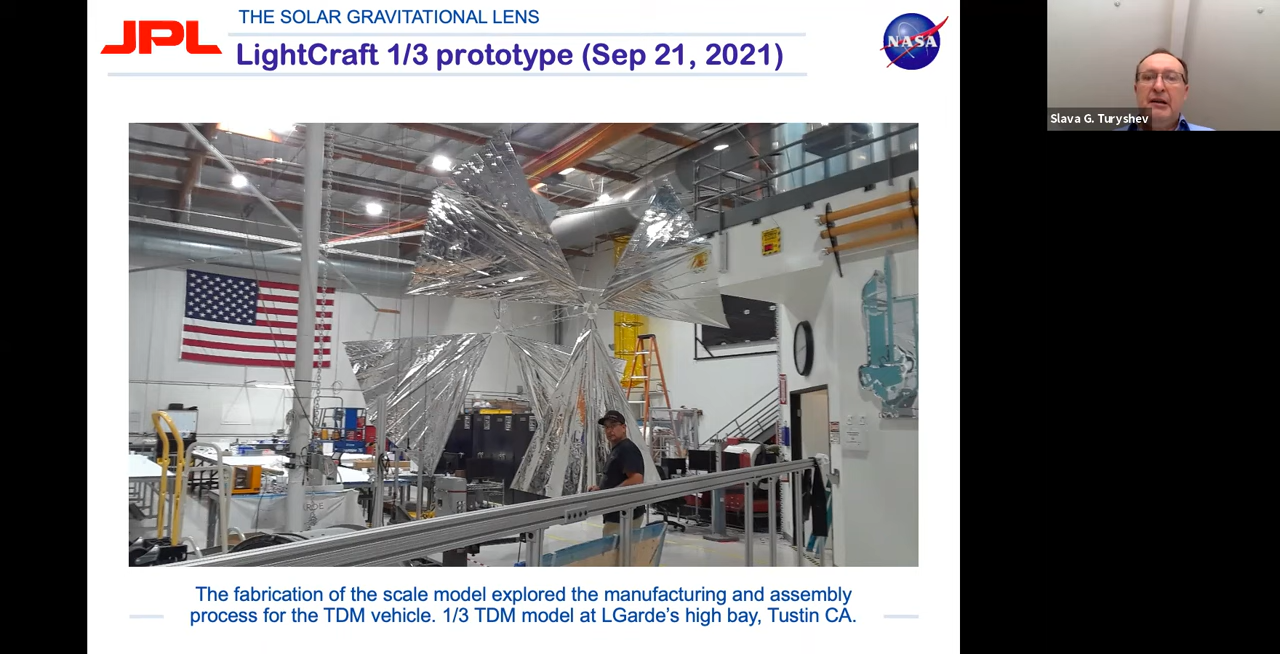 THE SOLAR GRAVITATIONAL LENS
JPL
LightCraft 1/3 prototype (Sep 21, 2021)
NASA
Slava G. Turyshev
The fabrication of the scale model explored the manufacturing and assembly
process for the TDM vehicle. 1/3 TDM model at LGarde's high bay, Tustin CA.